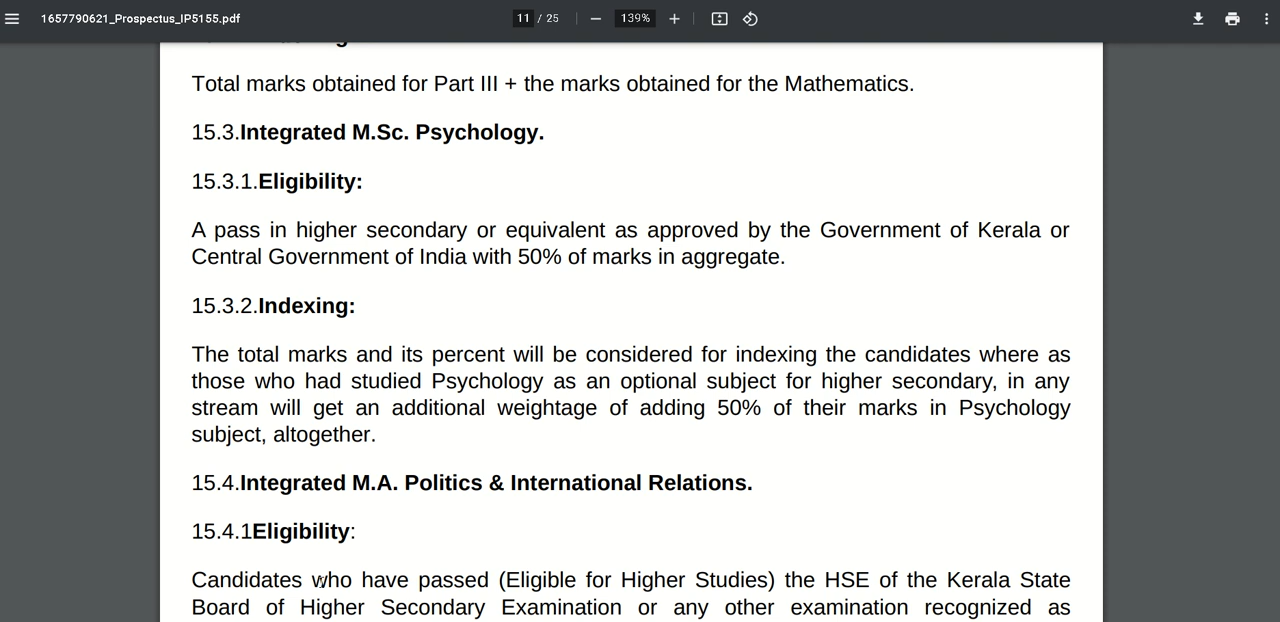 1657790621_Prospectus_IP5155.pdf
11 / 25
139%
Total marks obtained for Part III + the marks obtained for the Mathematics.
15.3.Integrated M.Sc. Psychology.
15.3.1.Eligibility:
A pass in higher secondary or equivalent as approved by the Government of Kerala or
Central Government of India with 50% of marks in aggregate.
15.3.2.Indexing:
The total marks and its percent will be considered for indexing the candidates where as
those who had studied Psychology as an optional subject for higher secondary, in any
stream will get an additional weightage of adding 50% of their marks in Psychology
subject, altogether.
15.4.Integrated M.A. Politics & International Relations.
15.4.1Eligibility:
Candidates who have passed (Eligible for Higher Studies) the HSE of the Kerala State
Board of Higher Secondary Examination or any other examination recognized as